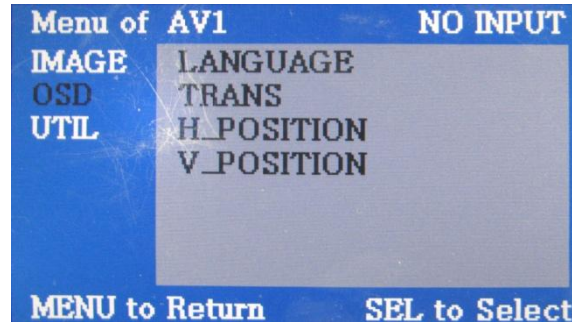 Menu of AV1 NO INPUT
IMAGE LANGUAGE
OSD TRANS
UTIL H_POSITION
V_POSITION
MENU to Return SEL to Select